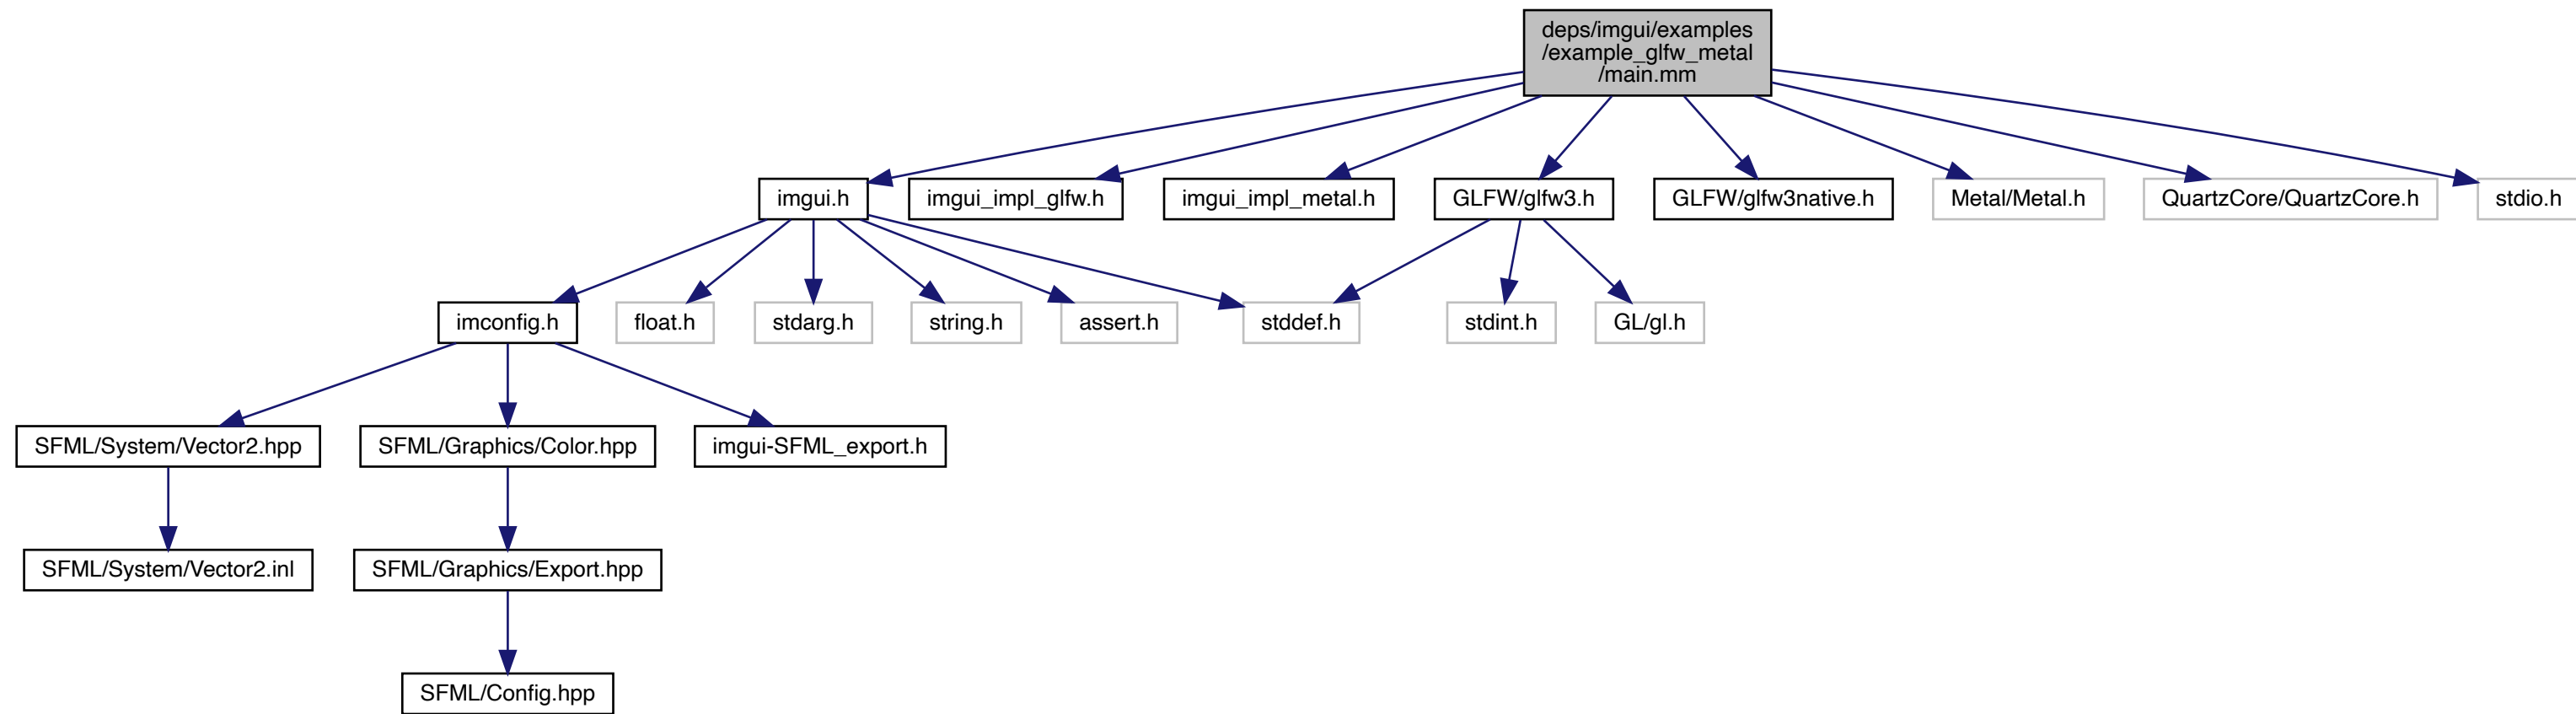 deps/imgui/examples
/example_glfw_metal
/main.mm
imgui.h
imgui_impl_glfw.h
imgui_impl_metal.h
GLFW/glfw3.h
GLFW/glfw3native.h
Metal/Metal.h
QuartzCore/QuartzCore.h
stdio.h
imconfig.h
float.h
stdarg.h
string.h
assert.h
stddef.h
stdint.h
GL/gl.h
SFML/System/Vector2.hpp
SFML/Graphics/Color.hpp
imgui-SFML_export.h
SFML/System/Vector2.inl
SFML/Graphics/Export.hpp
SFML/Config.hpp